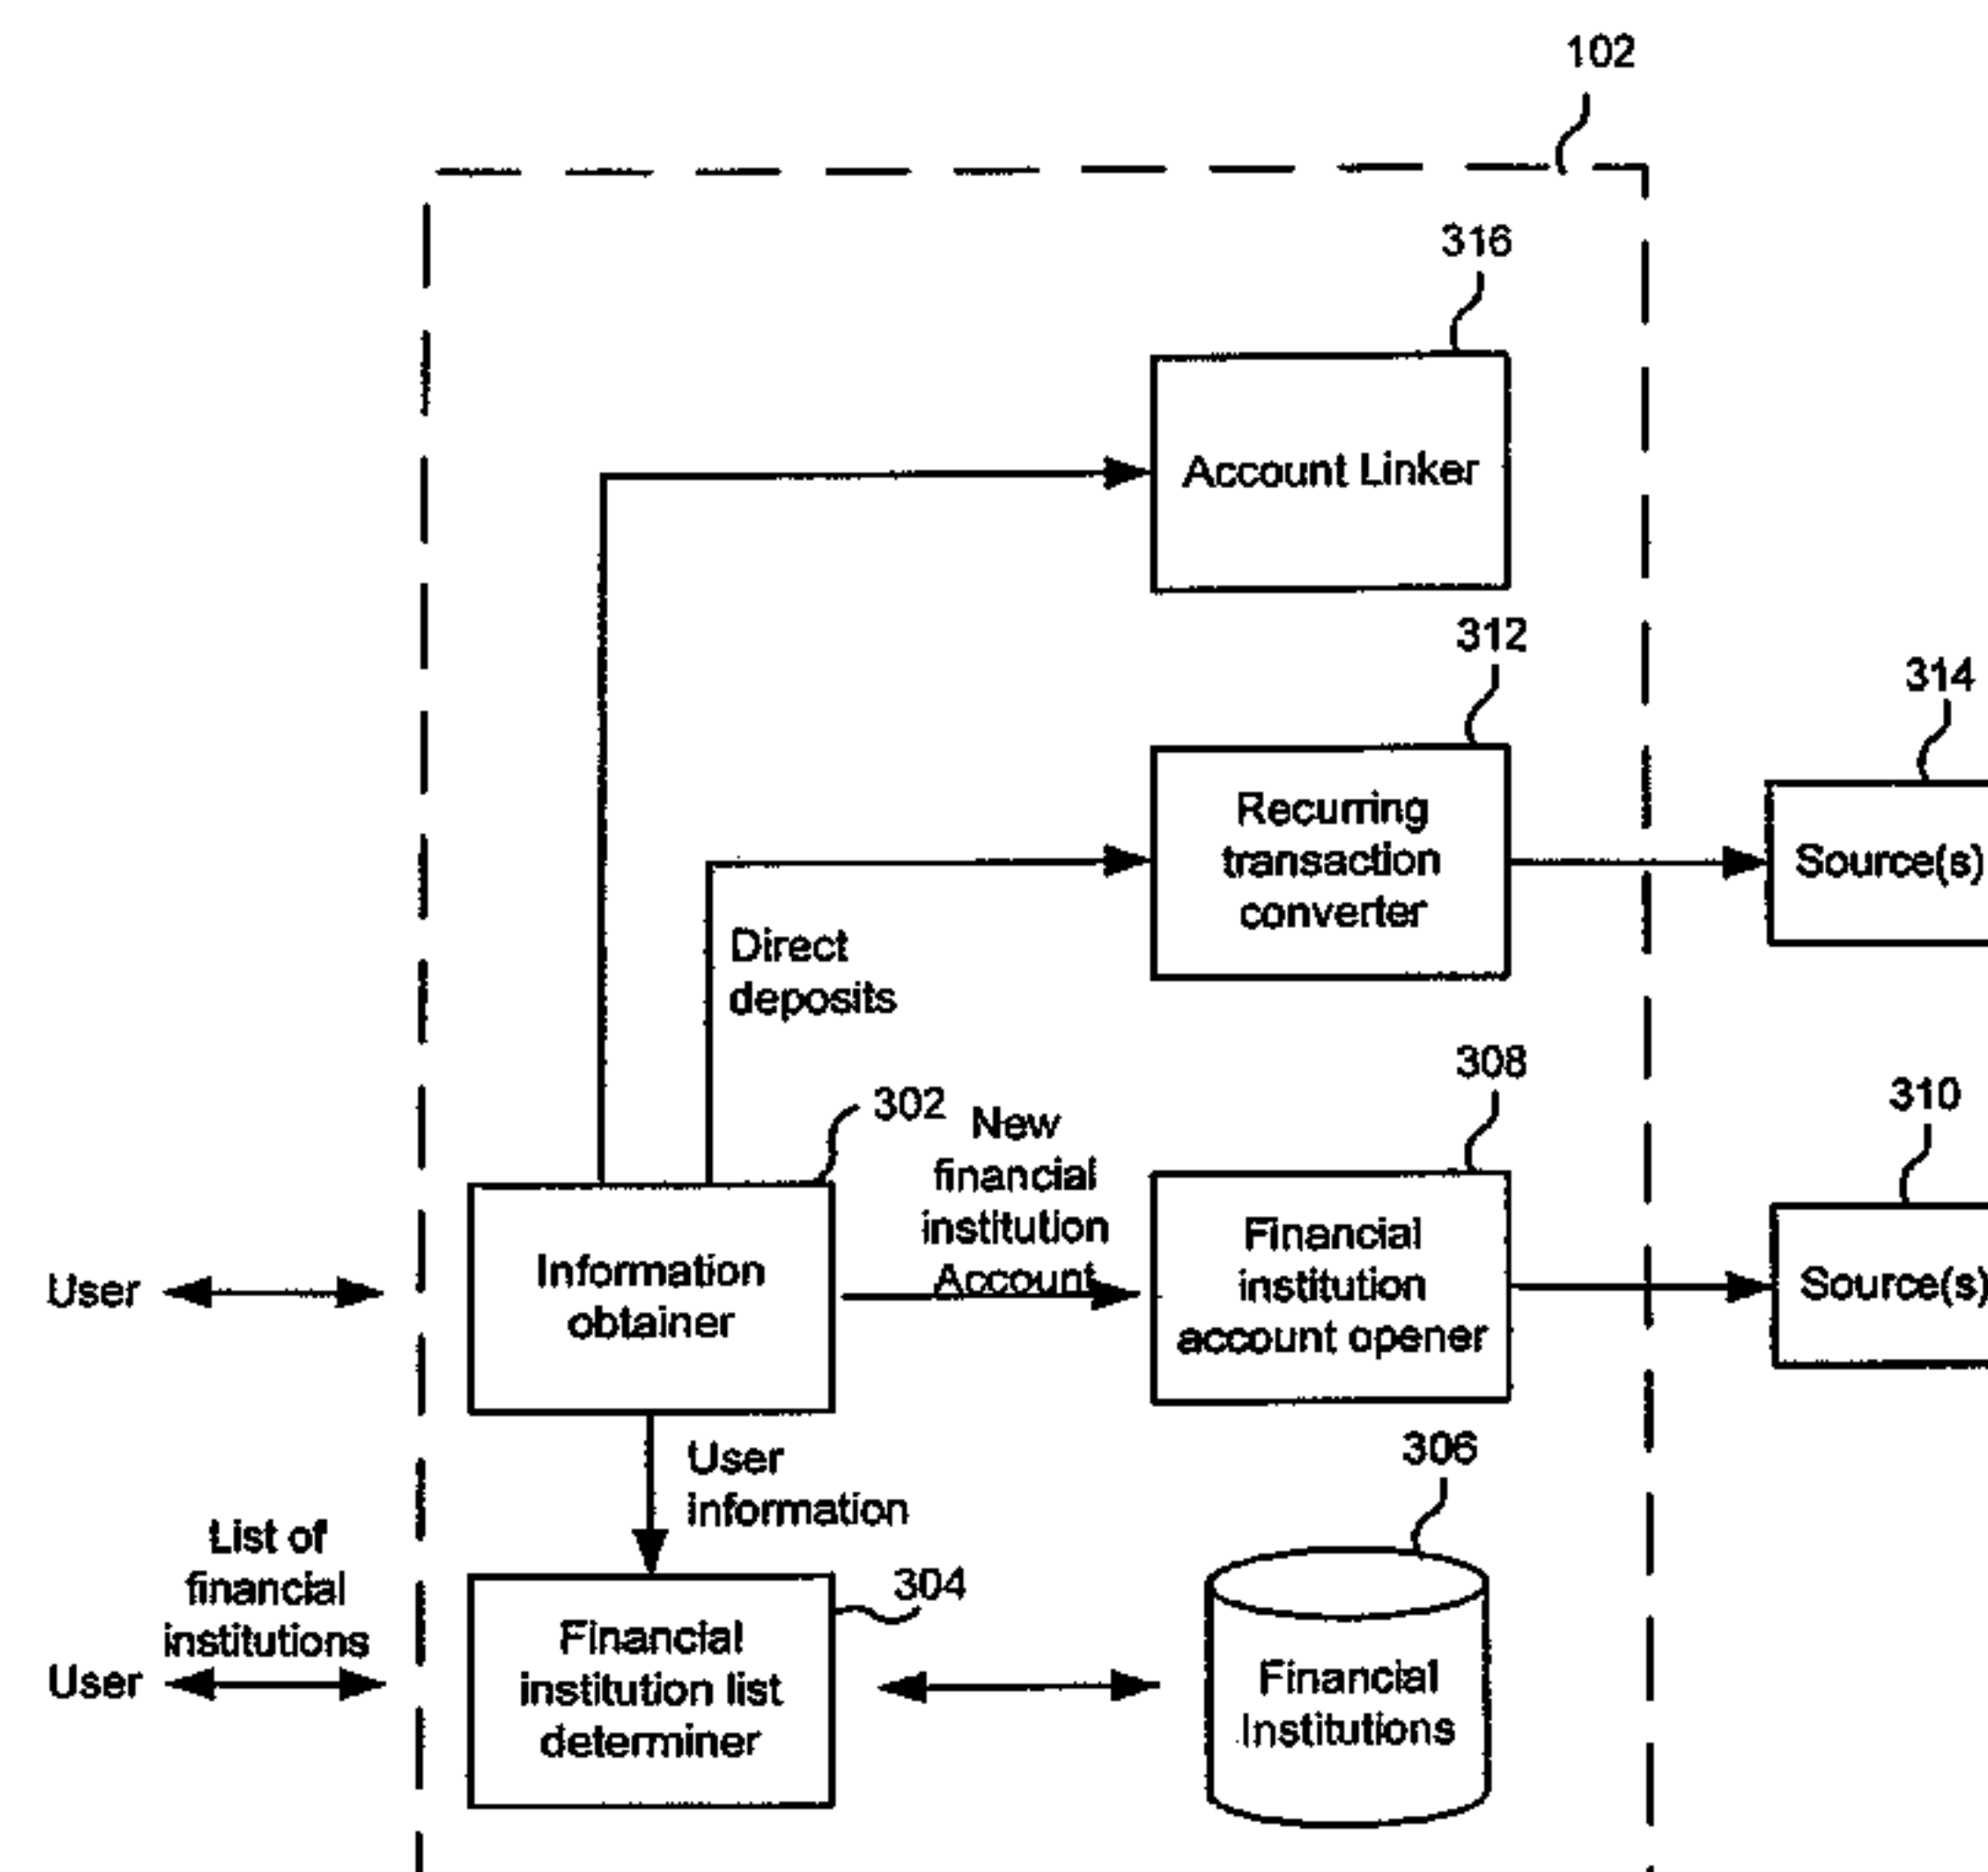 102
316
Account Linker
312
314
Recurring
transaction
converter
Source(s)
Direct
deposits
308
310
302
New
financial
institution
Account
Information
obtainer
Financial
institution
account opener
Source(s)
User
User
information
306
List of
financial
institutions
304
User
Financial
institution list
determiner
Financial
Institutions